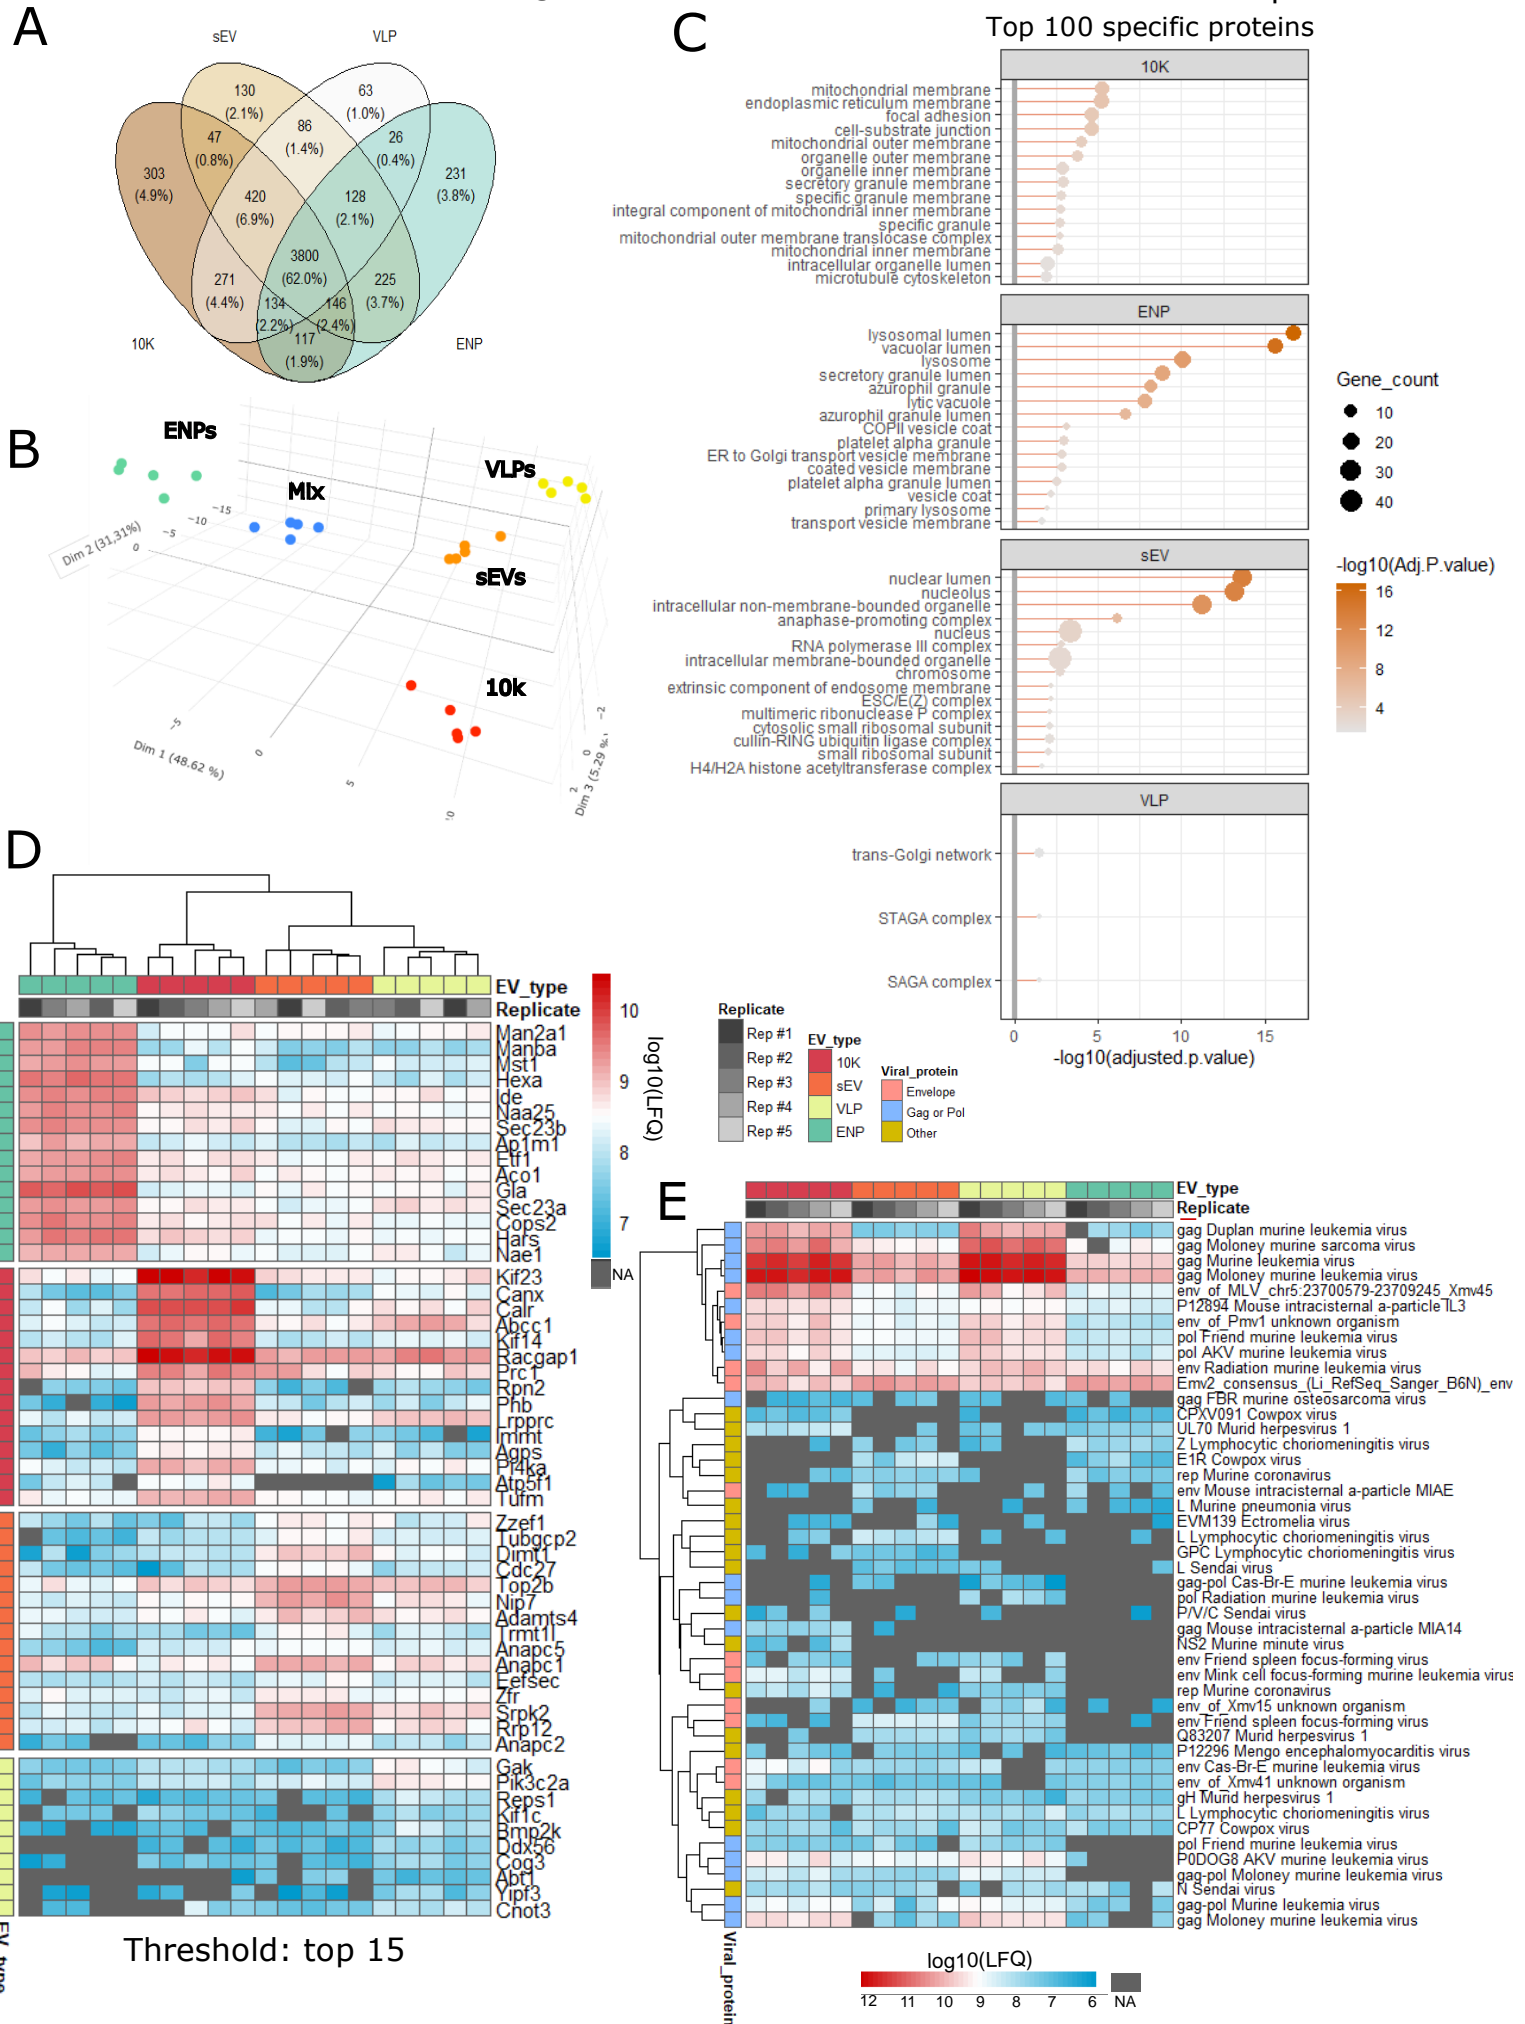 A
sEV
VLP
130
(2.1%)
63
(1.0%)
47
(0.8%)
86
(1.4%)
26
(0.4%)
303
(4.9%)
420
(6.9%)
128
(2.1%)
231
(3.8%)
3800
(62.0%)
271
(4.4%)
134
(2.2%)
146
(2.4%)
225
(3.7%)
117
(1.9%)
10K
ENP
B
ENPs
Mix
VLPs
sEVs
10k
Dim 2 (31,31%)
-15
-10
-5
0
Dim 1 (48.62 %)
-5
0
5
Dim 3 (5.29 %
-2
0
2
C
Top 100 specific proteins
10K
mitochondrial membrane
endoplasmic reticulum membrane
focal adhesion
cell-substrate junction
mitochondrial outer membrane
organelle outer membrane
organelle inner membrane
secretory granule membrane
specific granule membrane
integral component of mitochondrial inner membrane
specific granule
mitochondrial outer membrane translocase complex
mitochondrial inner membrane
intracellular organelle lumen
microtubule cytoskeleton
ENP
lysosomal lumen
vacuolar lumen
lysosome
secretory granule lumen
azurophil granule
lytic vacuole
azurophil granule lumen
COPII vesicle coat
platelet alpha granule
ER to Golgi transport vesicle membrane
coated vesicle membrane
platelet alpha granule lumen
vesicle coat
primary lysosome
transport vesicle membrane
sEV
nuclear lumen
nucleolus
intracellular non-membrane-bounded organelle
anaphase-promoting complex
nucleus
RNA polymerase III complex
intracellular membrane-bounded organelle
chromosome
extrinsic component of endosome membrane
ESC/E(Z) complex
multimeric ribonuclease P complex
cytosolic small ribosomal subunit
cullin-RING ubiquitin ligase complex
small ribosomal subunit
H4/H2A histone acetyltransferase complex
VLP
trans-Golgi network
STAGA complex
SAGA complex
0 5 10 15
-log10(adjusted.p.value)
Gene_count
10
20
30
40
-log10(Adj.P.value)
16
12
8
4
D
EV_type
Replicate
Man2a1
Manba
Mst1
Hexa
Ide
Naa25
Sec23b
Ap1m1
Etf1
Aco1
Gla
Sec23a
Cops2
Hars
Nae1
Kif23
Canx
Calr
Abcc1
Kif14
Racgap1
Prc1
Rpn2
Phb
Lrpprc
Immt
Agps
Pi4ka
Atp5f1
Tufm
Zzef1
Tubgcp2
Dimt1
Cdc27
Top2b
Nip7
Adamts4
Trmt1l
Anapc5
Anapc1
Eefsec
Zfr
Srpk2
Rrp12
Anapc2
Gak
Pik3c2a
Reps1
Kif1c
Bmp2k
Ddx56
Cog3
Abt1
Yipf3
Cnot3
EV_type
Threshold: top 15
10
9
8
7
NA
log10(LFQ)
Replicate
Rep #1
Rep #2
Rep #3
Rep #4
Rep #5
EV_type
10K
sEV
VLP
ENP
Viral_protein
Envelope
Gag or Pol
Other
E
EV_type
Replicate
gag Duplan murine leukemia virus
gag Moloney murine sarcoma virus
gag Murine leukemia virus
gag Moloney murine leukemia virus
env_of_MLV_chr5:23700579-23709245_Xmv45
P12894 Mouse intracisternal a-particle IL3
env_of_Pmv1 unknown organism
pol Friend murine leukemia virus
pol AKV murine leukemia virus
env Radiation murine leukemia virus
Emv2_consensus_(Li_RefSeq_Sanger_B6N)_env
gag FBR murine osteosarcoma virus
CPXV091 Cowpox virus
UL70 Murid herpesvirus 1
Z Lymphocytic choriomeningitis virus
E1R Cowpox virus
rep Murine coronavirus
env Mouse intracisternal a-particle MIAE
L Murine pneumonia virus
EVM139 Ectromelia virus
L Lymphocytic choriomeningitis virus
GPC Lymphocytic choriomeningitis virus
L Sendai virus
gag-pol Cas-Br-E murine leukemia virus
pol Radiation murine leukemia virus
P/V/C Sendai virus
gag Mouse intracisternal a-particle MIA14
NS2 Murine minute virus
env Friend spleen focus-forming virus
env Mink cell focus-forming murine leukemia virus
rep Murine coronavirus
env_of_Xmv15 unknown organism
env Friend spleen focus-forming virus
Q83207 Murid herpesvirus 1
P12296 Mengo encephalomyocarditis virus
env Cas-Br-E murine leukemia virus
env_of_Xmv41 unknown organism
gH Murid herpesvirus 1
L Lymphocytic choriomeningitis virus
CP77 Cowpox virus
pol Friend murine leukemia virus
P0DOG8 AKV murine leukemia virus
gag-pol Moloney murine leukemia virus
N Sendai virus
gag-pol Murine leukemia virus
gag Moloney murine leukemia virus
Viral_protein
log10(LFQ)
12 11 10 9 8 7 6 NA